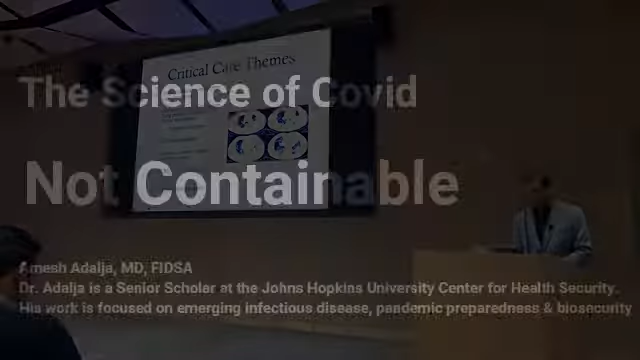 Critical Care Themes
The Science of Covid
Not Containable
Amesh Adalja, MD, FIDSA
Dr. Adalja is a Senior Scholar at the Johns Hopkins University Center for Health Security.
His work is focused on emerging infectious disease, pandemic preparedness & biosecurity